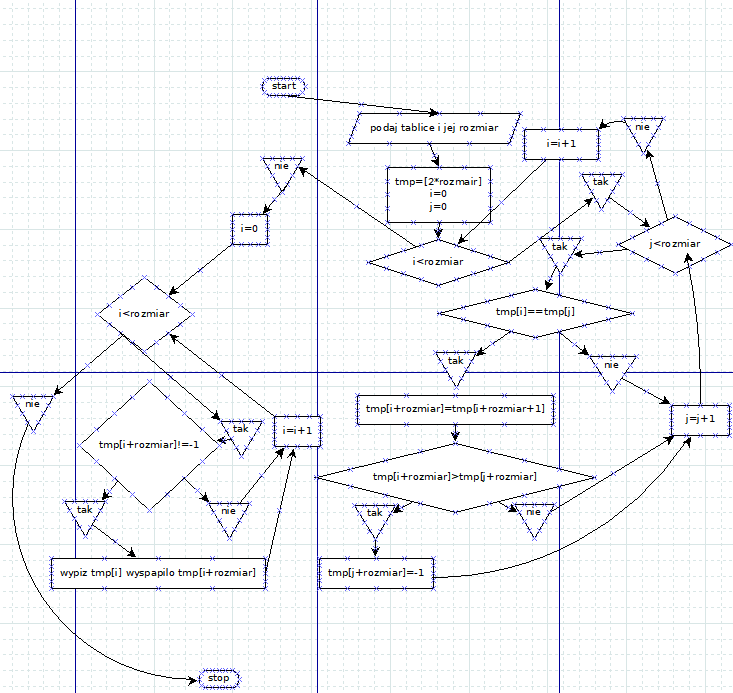 start
podaj tablice i jej rozmiar
i=i+1
nie
nie
tmp=[2*rozmair]
i=0
j=0
tak
i=0
tak
j<rozmiar
i<rozmiar
i<rozmiar
tmp[i]==tmp[j]
tak
nie
nie
tmp[i+rozmiar]=tmp[i+rozmiar+1]
j=j+1
tak
i=i+1
tmp[i+rozmiar]!=-1
tmp[i+rozmiar]>tmp[j+rozmiar]
tak
nie
tak
nie
wypiz tmp[i] wyspapilo tmp[i+rozmiar]
tmp[j+rozmiar]=-1
stop